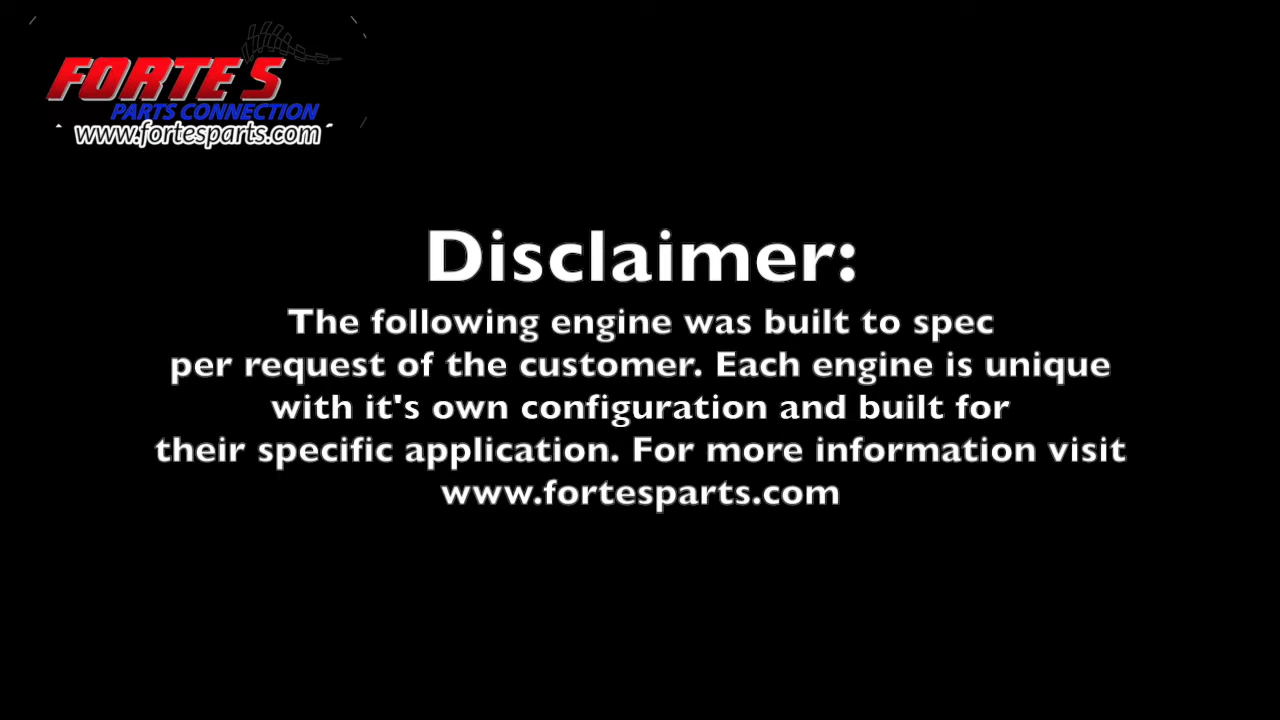 FORTE'S
PARTS CONNECTION
www.fortesparts.com
Disclaimer:
The following engine was built to spec
per request of the customer. Each engine is unique
with it's own configuration and built for
their specific application. For more information visit
www.fortesparts.com